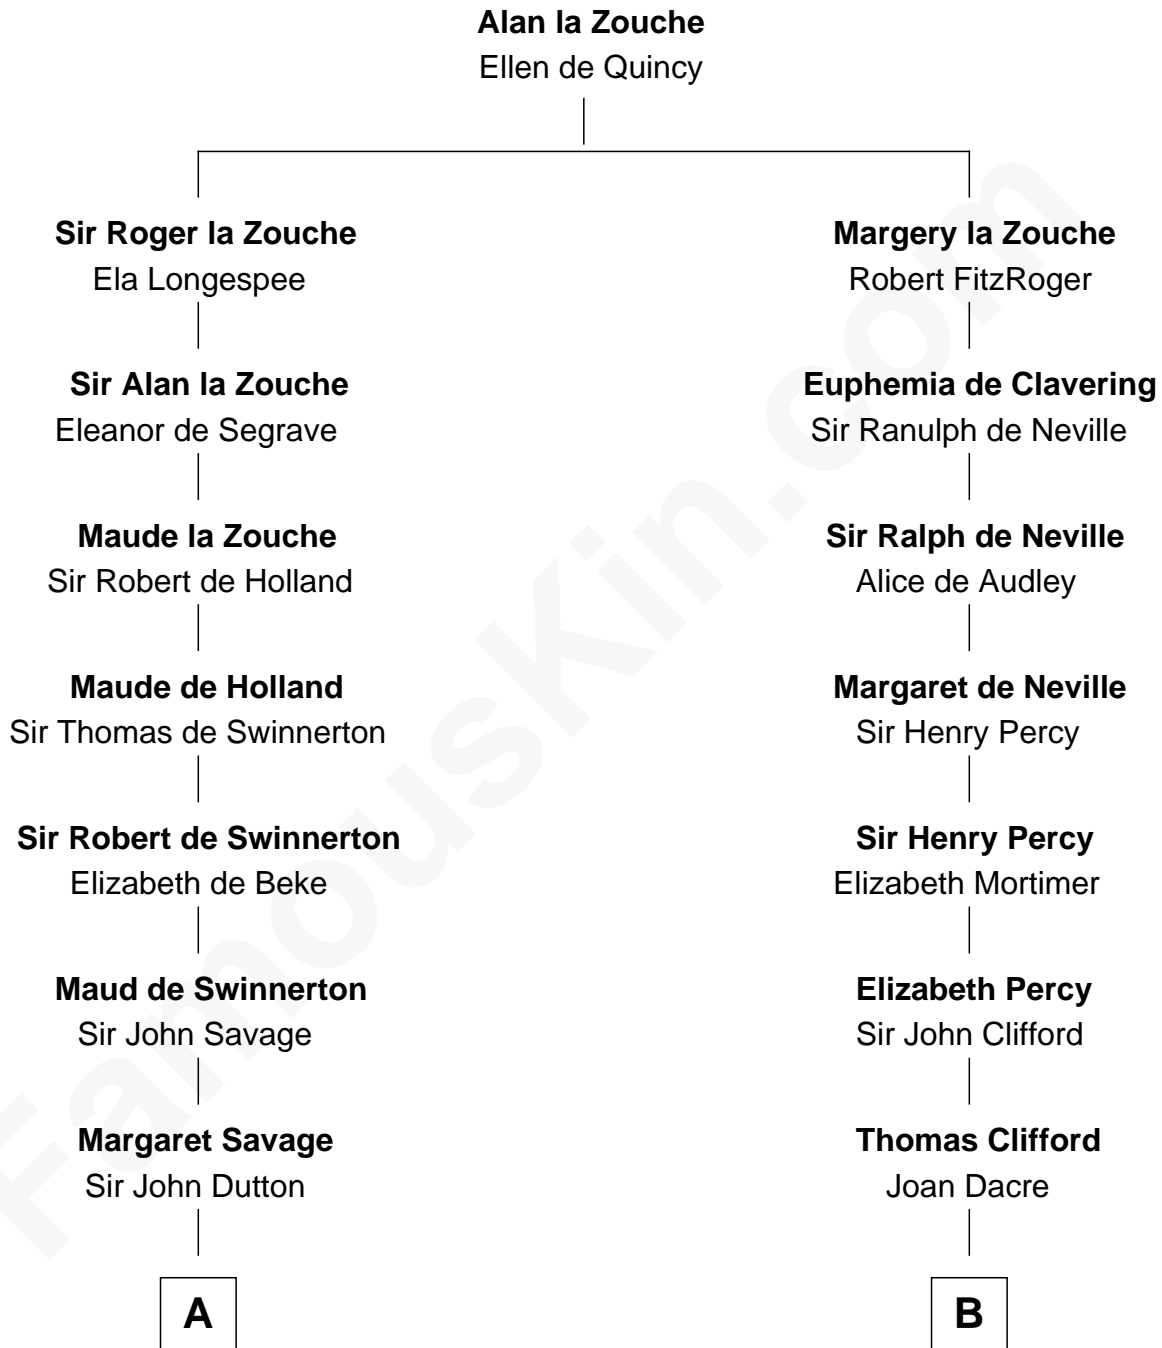 Alan la Zouche
Ellen de Quincy
Sir Roger la Zouche
Ela Longespee
Margery la Zouche
Robert FitzRoger
Sir Alan la Zouche
Eleanor de Segrave
Euphemia de Clavering
Sir Ranulph de Neville
Maude la Zouche
Sir Robert de Holland
Sir Ralph de Neville
Alice de Audley
Maude de Holland
Sir Thomas de Swinnerton
Margaret de Neville
Sir Henry Percy
Sir Robert de Swinnerton
Elizabeth de Beke
Sir Henry Percy
Elizabeth Mortimer
Maud de Swinnerton
Sir John Savage
Elizabeth Percy
Sir John Clifford
Margaret Savage
Sir John Dutton
Thomas Clifford
Joan Dacre
A
B
FamousKin.com